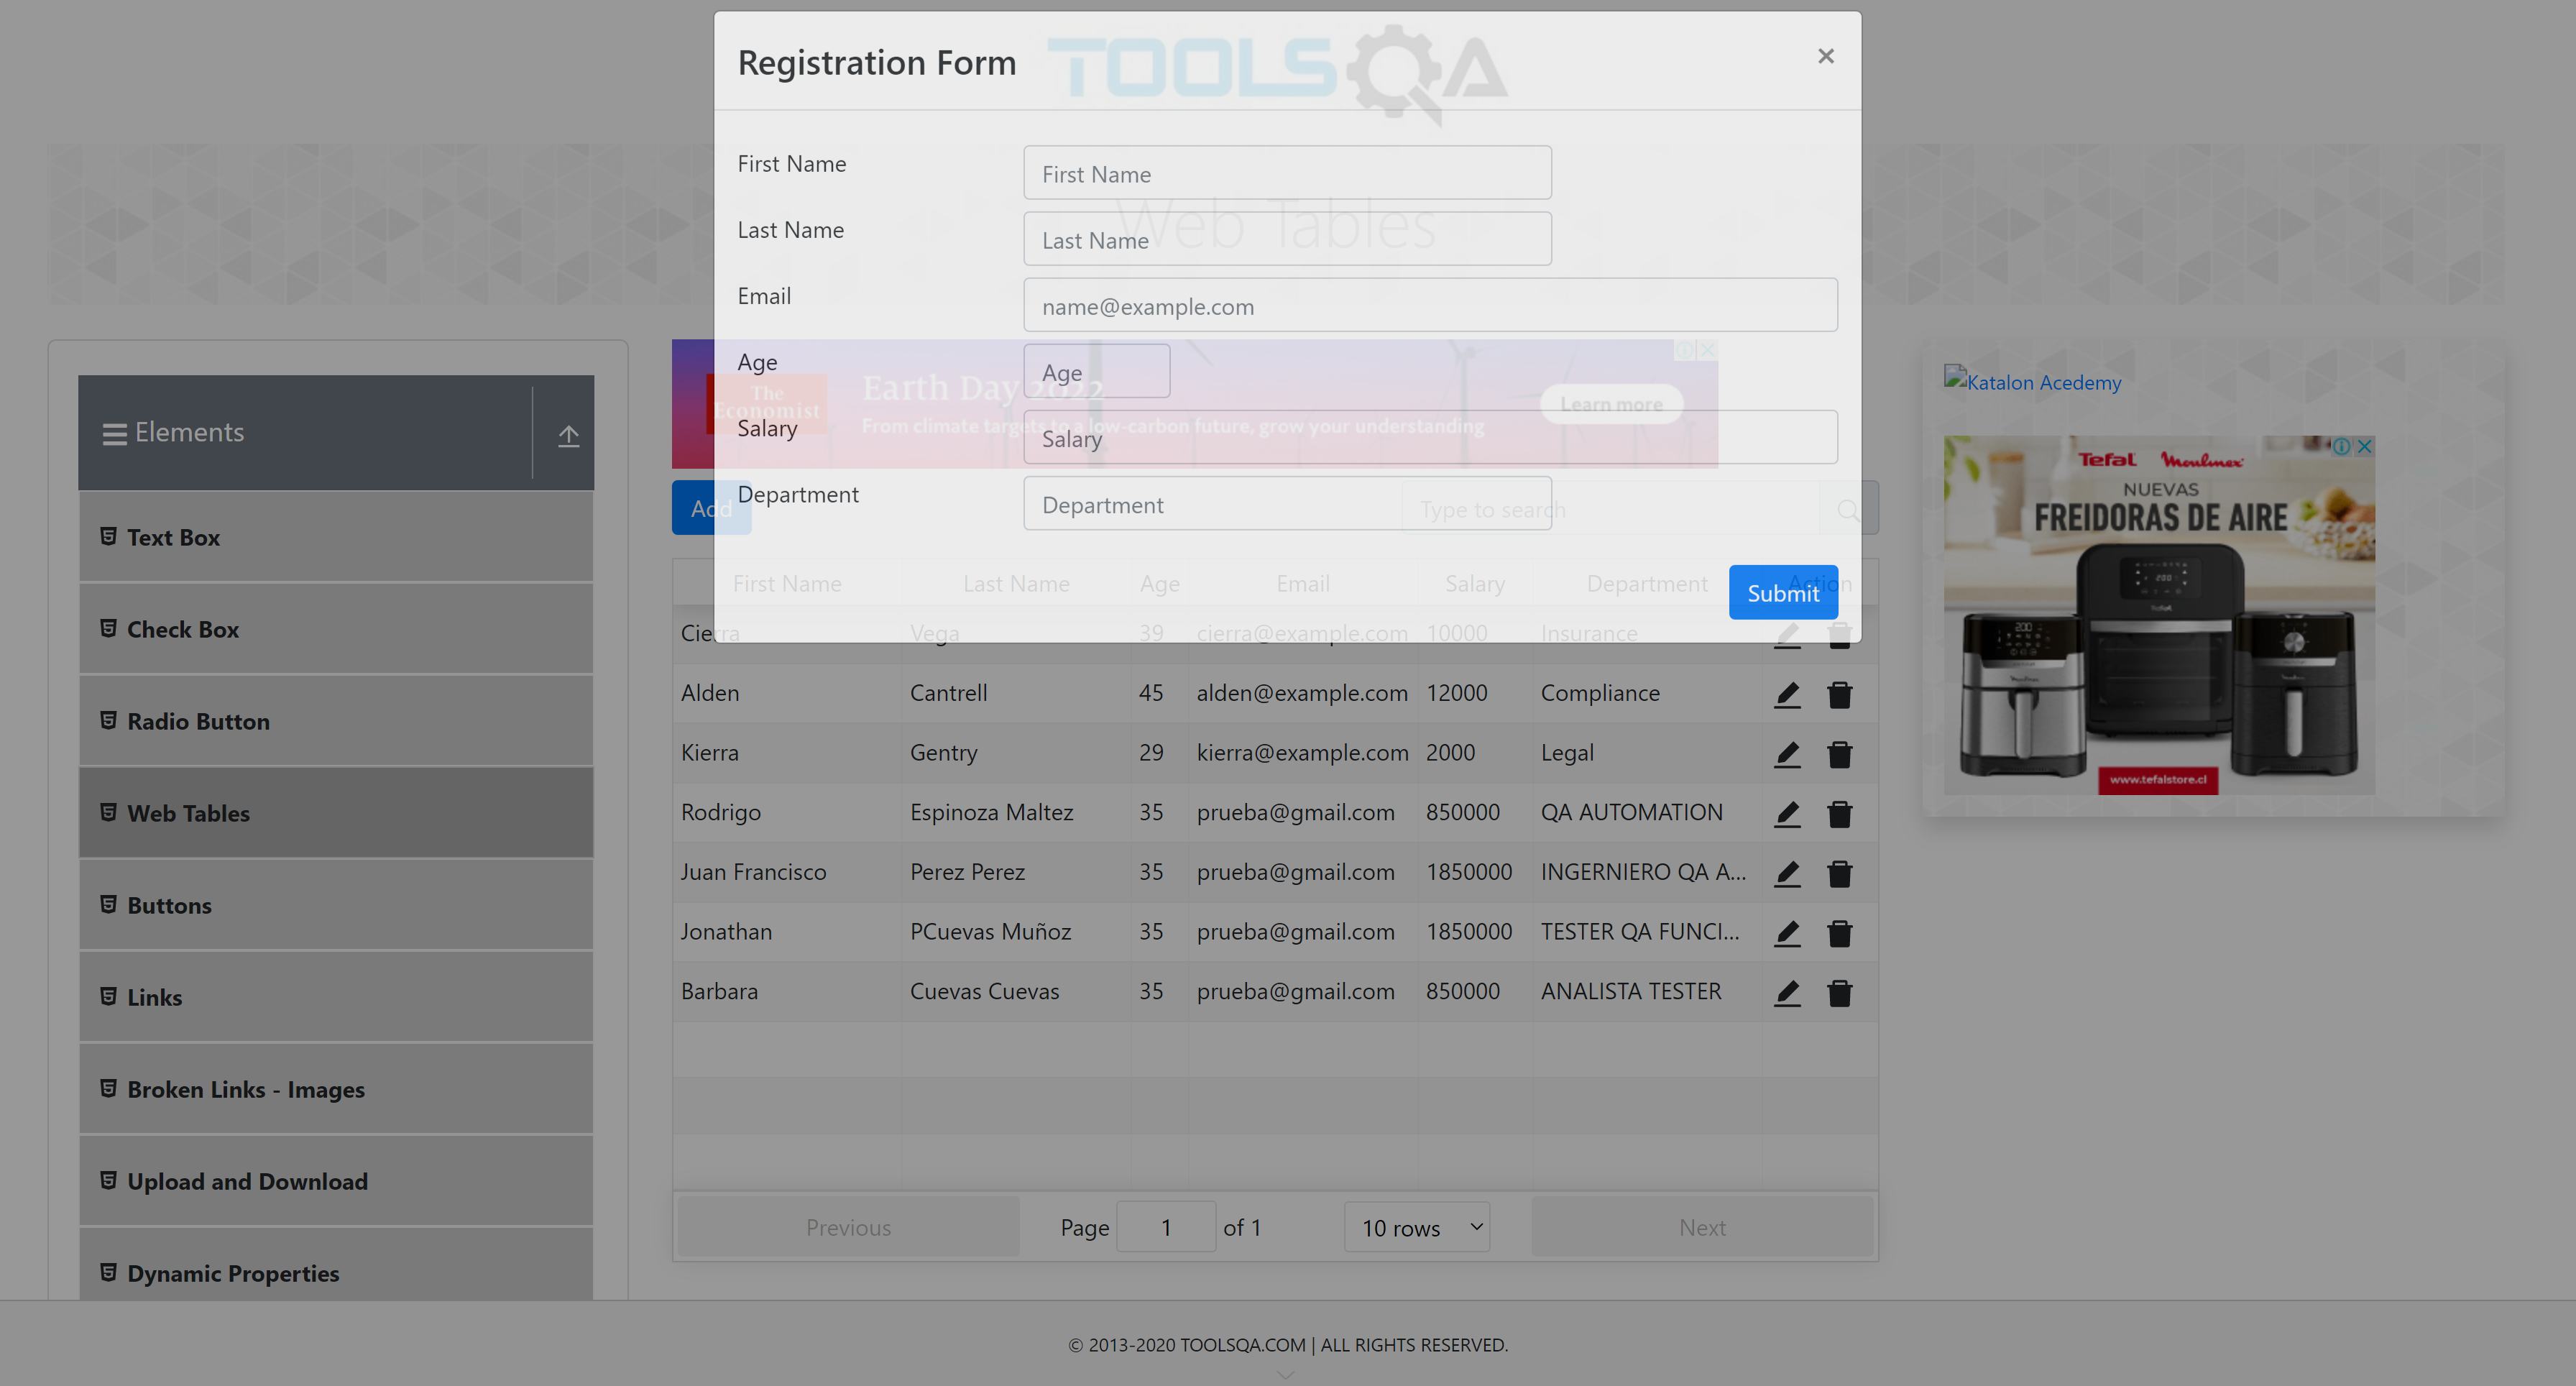 TOOLSQA
Registration Form ×
Web Tables
First Name First Name
Last Name Last Name
Email name@example.com
Age Age
Salary Salary
Department Department
Submit
The Economist
Earth Day 2022
From climate targets to a low-carbon future, grow your understanding
Learn more
Elements
Text Box
Check Box
Radio Button
Web Tables
Buttons
Links
Broken Links - Images
Upload and Download
Dynamic Properties
Add
Type to search
First Name Last Name Age Email Salary Department Action
Cierra Vega 39 cierra@example.com 10000 Insurance
Alden Cantrell 45 alden@example.com 12000 Compliance
Kierra Gentry 29 kierra@example.com 2000 Legal
Rodrigo Espinoza Maltez 35 prueba@gmail.com 850000 QA AUTOMATION
Juan Francisco Perez Perez 35 prueba@gmail.com 1850000 INGERNIERO QA A...
Jonathan PCuevas Muñoz 35 prueba@gmail.com 1850000 TESTER QA FUNCI...
Barbara Cuevas Cuevas 35 prueba@gmail.com 850000 ANALISTA TESTER
Previous Page 1 of 1 10 rows Next
Katalon Acedemy
Tefal Moulinex
NUEVAS
FREIDORAS DE AIRE
200
Tefal
200
www.tefalstore.cl
© 2013-2020 TOOLSQA.COM | ALL RIGHTS RESERVED.